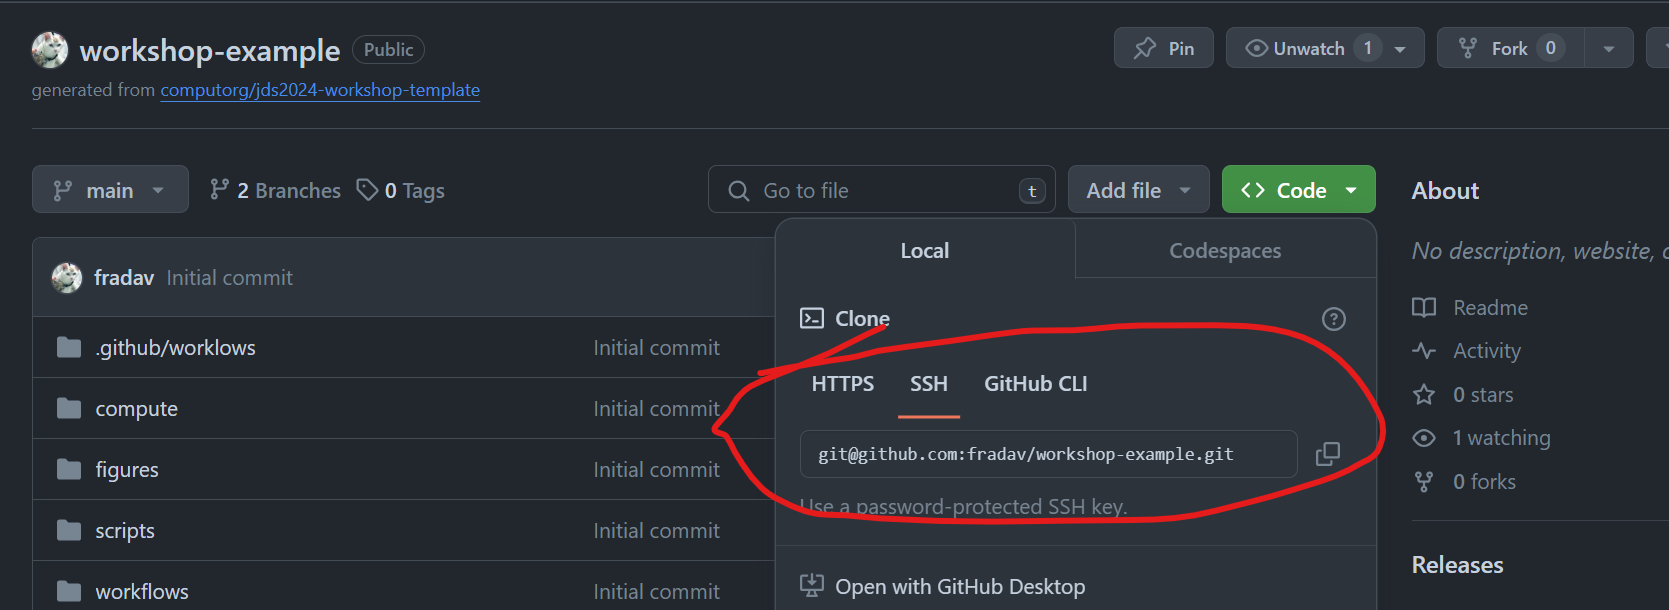 workshop-example Public
Pin
Unwatch 1
Fork 0
generated from computorg/jds2024-workshop-template
main
2 Branches
0 Tags
Go to file t
Add file
<> Code
About
Local
Codespaces
No description, website,
fradav Initial commit
Clone
Readme
.github/worklows Initial commit
Activity
HTTPS SSH GitHub CLI
0 stars
compute Initial commit
1 watching
git@github.com:fradav/workshop-example.git
figures Initial commit
0 forks
Use a password-protected SSH key.
scripts Initial commit
Releases
workflows Initial commit
Open with GitHub Desktop